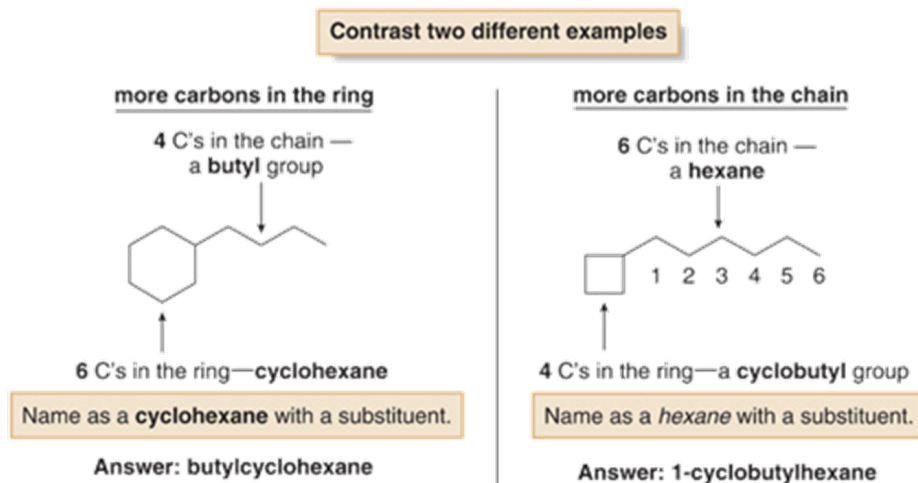 Contrast two different examples
more carbons in the ring
4 C's in the chain —
a butyl group
6 C's in the ring—cyclohexane
Name as a cyclohexane with a substituent.
Answer: butylcyclohexane
more carbons in the chain
6 C's in the chain —
a hexane
1 2 3 4 5 6
4 C's in the ring—a cyclobutyl group
Name as a hexane with a substituent.
Answer: 1-cyclobutylhexane